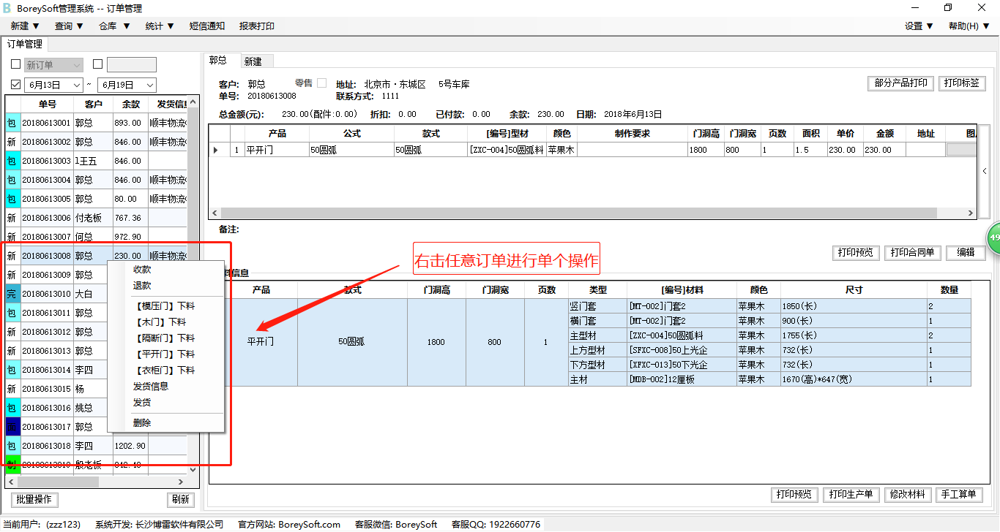 BoreySoft管理系统 -- 订单管理
新建 ▼ 查询 ▼ 仓库 ▼ 统计 ▼ 短信通知 报表打印 设置 ▼ 帮助(H) ▼
订单管理
新订单
6月13日 ~ 6月19日
单号 客户 余款 发货信息
包 20180613001 郭总 893.00 顺丰物流
新 20180613002 郭总 846.00 顺丰物流
包 20180613003 1王五 846.00
包 20180613004 郭总 846.00 顺丰物流
包 20180613005 郭总 80.00 顺丰物流
新 20180613006 付老板 767.36
新 20180613007 何总 972.90
新 20180613008 郭总 230.00 顺丰物流
新 20180613009 郭总
完 20180613010 大白
包 20180613011 郭总
新 20180613012 郭总
新 20180613013 郭总
包 20180613014 李四
新 20180613015 杨
包 20180613016 姚总
20180613017 郭总
包 20180613018 李四 1202.90
制 20180613019 殷老板 842.40
收款
退款
【模压门】下料
【木门】下料
【隔断门】下料
【平开门】下料
【衣柜门】下料
发货信息
发货
删除
批量操作 刷新
郭总 新建
客户: 郭总 零售 地址: 北京市·东城区 5号车库 部分产品打印 打印标签
单号: 20180613008 联系方式: 1111
总金额(元): 230.00(配件:0.00) 折扣: 0.00 已付款: 0.00 余款: 230.00 日期: 2018年6月13日
产品 公式 款式 [编号]型材 颜色 制作要求 门洞高 门洞宽 页数 面积 单价 金额 地址 图
1 平开门 50圆弧 50圆弧 [ZXC-004]50圆弧料 苹果木 1800 800 1 1.5 230.00 230.00
备注:
打印预览 打印合同单 编辑
右击任意订单进行单个操作
料信息
产品 款式 门洞高 门洞宽 页数 类型 [编号]材料 颜色 尺寸 数量
平开门 50圆弧 1800 800 1
竖门套 [MT-002]门套2 苹果木 1850(长) 2
横门套 [MT-002]门套2 苹果木 900(长) 1
主型材 [ZXC-004]50圆弧料 苹果木 1755(长) 2
上方型材 [SFXC-008]50上光企 苹果木 732(长) 1
下方型材 [XFXC-013]50下光企 苹果木 732(长) 1
主材 [MDB-002]12厘板 苹果木 1670(高)*647(宽) 1
打印预览 打印生产单 修改材料 手工算单
49
当前用户: (zzz123) 系统开发: 长沙博雷软件有限公司 官方网站: BoreySoft.com 客服微信: BoreySoft 客服QQ: 1922660776